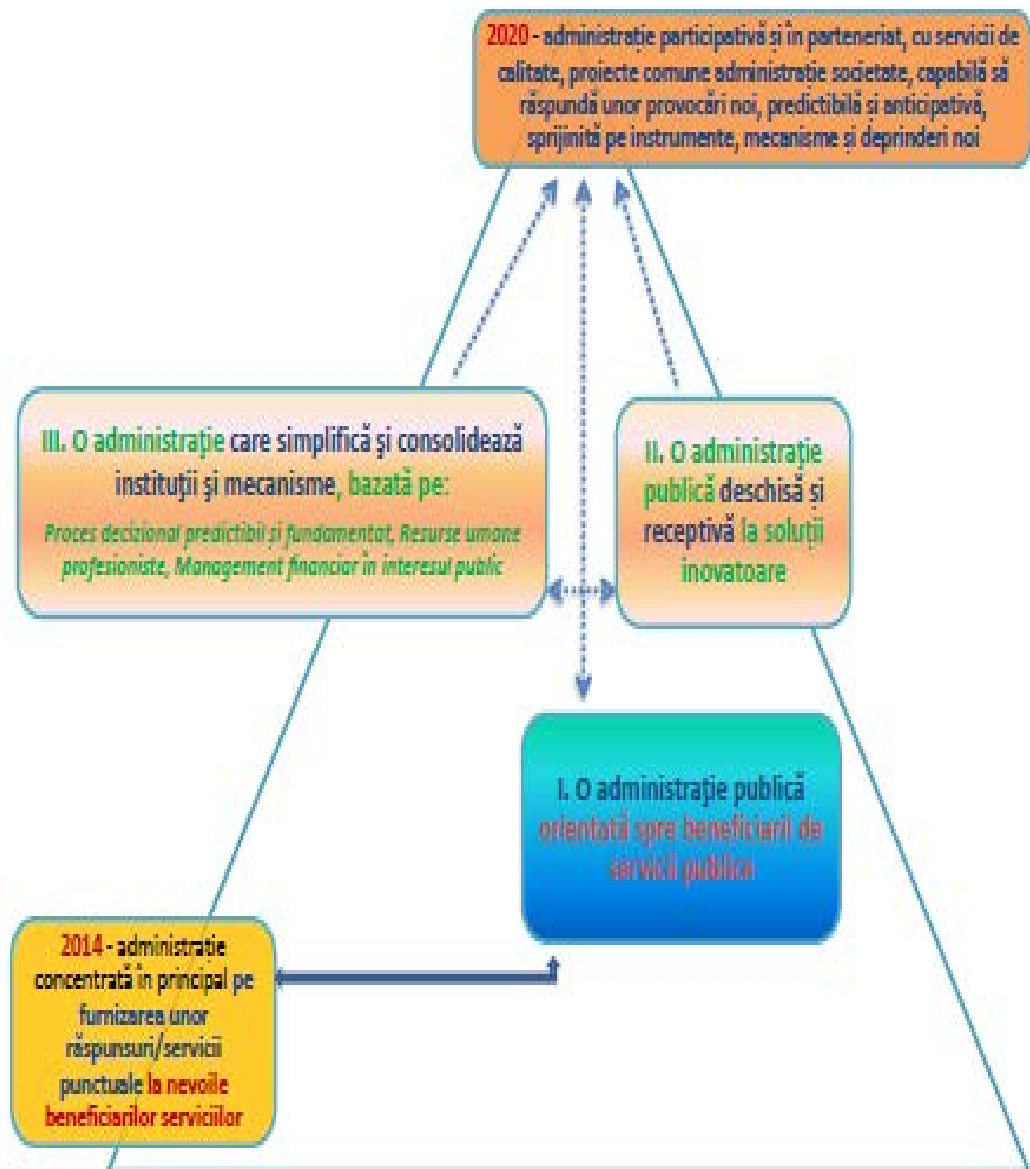 2020 - administrație participativă și în parteneriat, cu servicii de
calitate, proiecte comune administrație societate, capabilă să
răspundă unor provocări noi, predictibilă și anticipativă,
sprijinită pe instrumente, mecanisme și deprinderi noi
III. O administrație care simplifică și consolidează
instituții și mecanisme, bazată pe:
Proces decizional predictibil și fundamentat, Resurse umane
profesioniste, Management financiar în interesul public
II. O administrație
publică deschisă și
receptivă la soluții
inovatoare
I. O administrație publică
orientată spre beneficiarii de
servicii publice
2014 - administratie
concentrată în principal pe
furnizarea unor
răspunsuri/servicii
punctuale la nevoile
beneficiarilor serviciilor